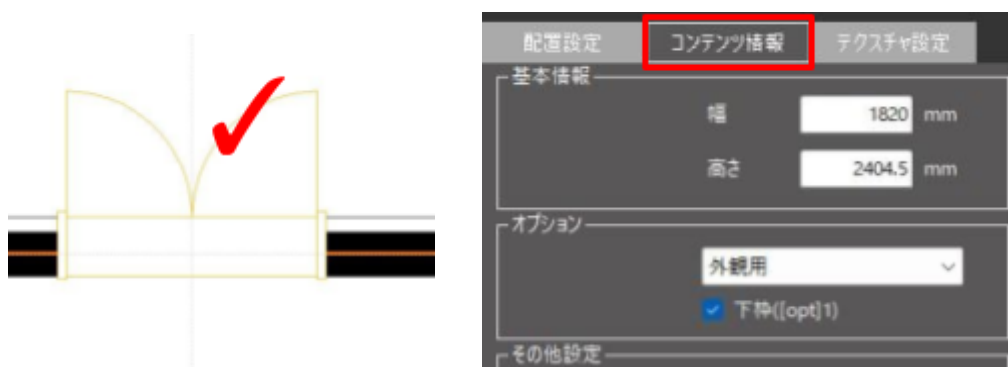 配置設定 コンテンツ情報 テクスチャ設定
基本情報
幅 1820 mm
高さ 2404.5 mm
オプション
外観用
下枠([opt]1)
その他設定